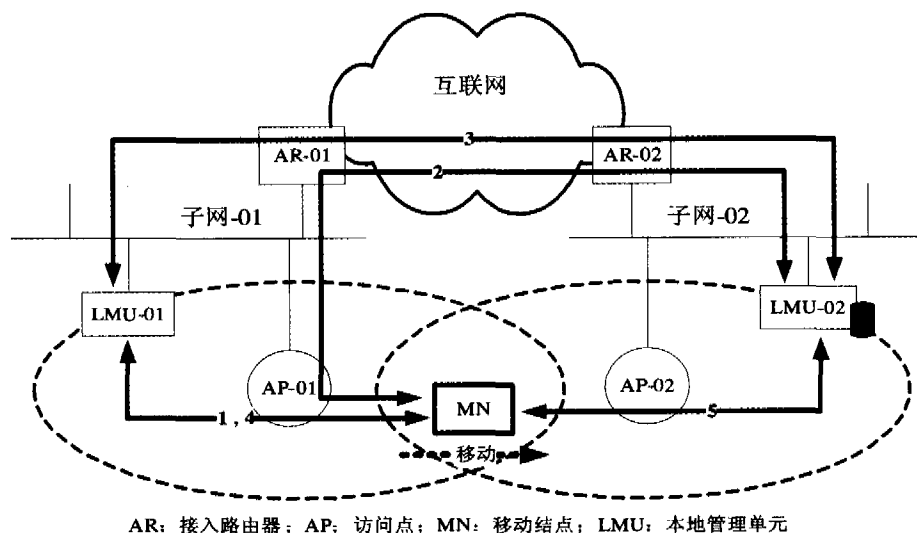 互联网
3
AR-01
AR-02
2
子网-01
子网-02
LMU-01
LMU-02
AP-01
AP-02
MN
1，4
5
移动
AR：接入路由器；AP：访问点；MN：移动结点；LMU：本地管理单元